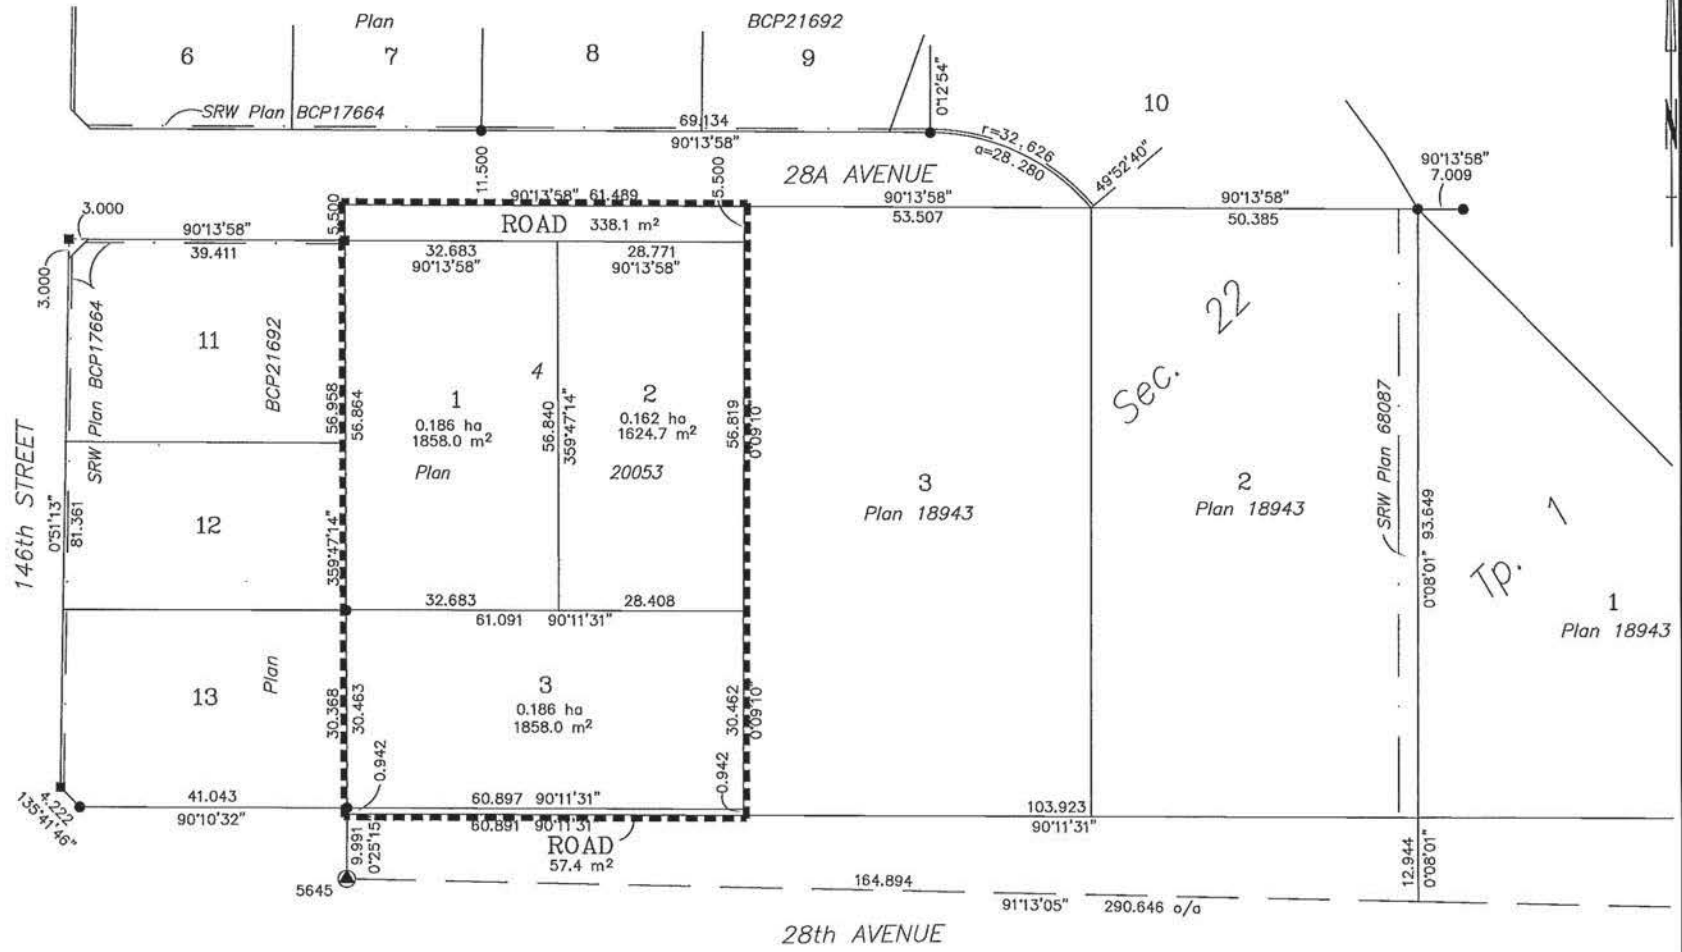 Plan BCP21692
6 7 8 9
0°12'54"
10
SRW Plan BCP17664
69.134
90°13'58"
r=32.626
a=28.280
49°52'40"
11.500
5.500
28A AVENUE
90°13'58"
7.009
5.500
90°13'58" 61.489
90°13'58"
53.507
90°13'58"
50.385
3.000
ROAD 338.1 m²
90°13'58"
39.411
32.683
90°13'58"
28.771
90°13'58"
3.000
SRW Plan BCP17664
11
BCP21692
56.958
56.864
359°47'14"
4
1
0.186 ha
1858.0 m²
56.840
359°47'14"
2
0.162 ha
1624.7 m²
56.819
0°09'10"
Plan 20053
Sec. 22
3
Plan 18943
2
Plan 18943
SRW Plan 68087
0°08'01" 93.649
Tp. 1
1
Plan 18943
146th STREET
0°51'13"
81.361
12
32.683
28.408
61.091 90°11'31"
13
Plan
30.368
30.463
3
0.186 ha
1858.0 m²
30.462
0°09'10"
0.942
0.942
4.222
135°41'46"
41.043
90°10'32"
60.897 90°11'31"
60.891 90°11'31"
103.923
90°11'31"
9.991
0°25'15"
ROAD
57.4 m²
12.944
0°08'01"
5645
164.894
91°13'05" 290.646 o/a
28th AVENUE